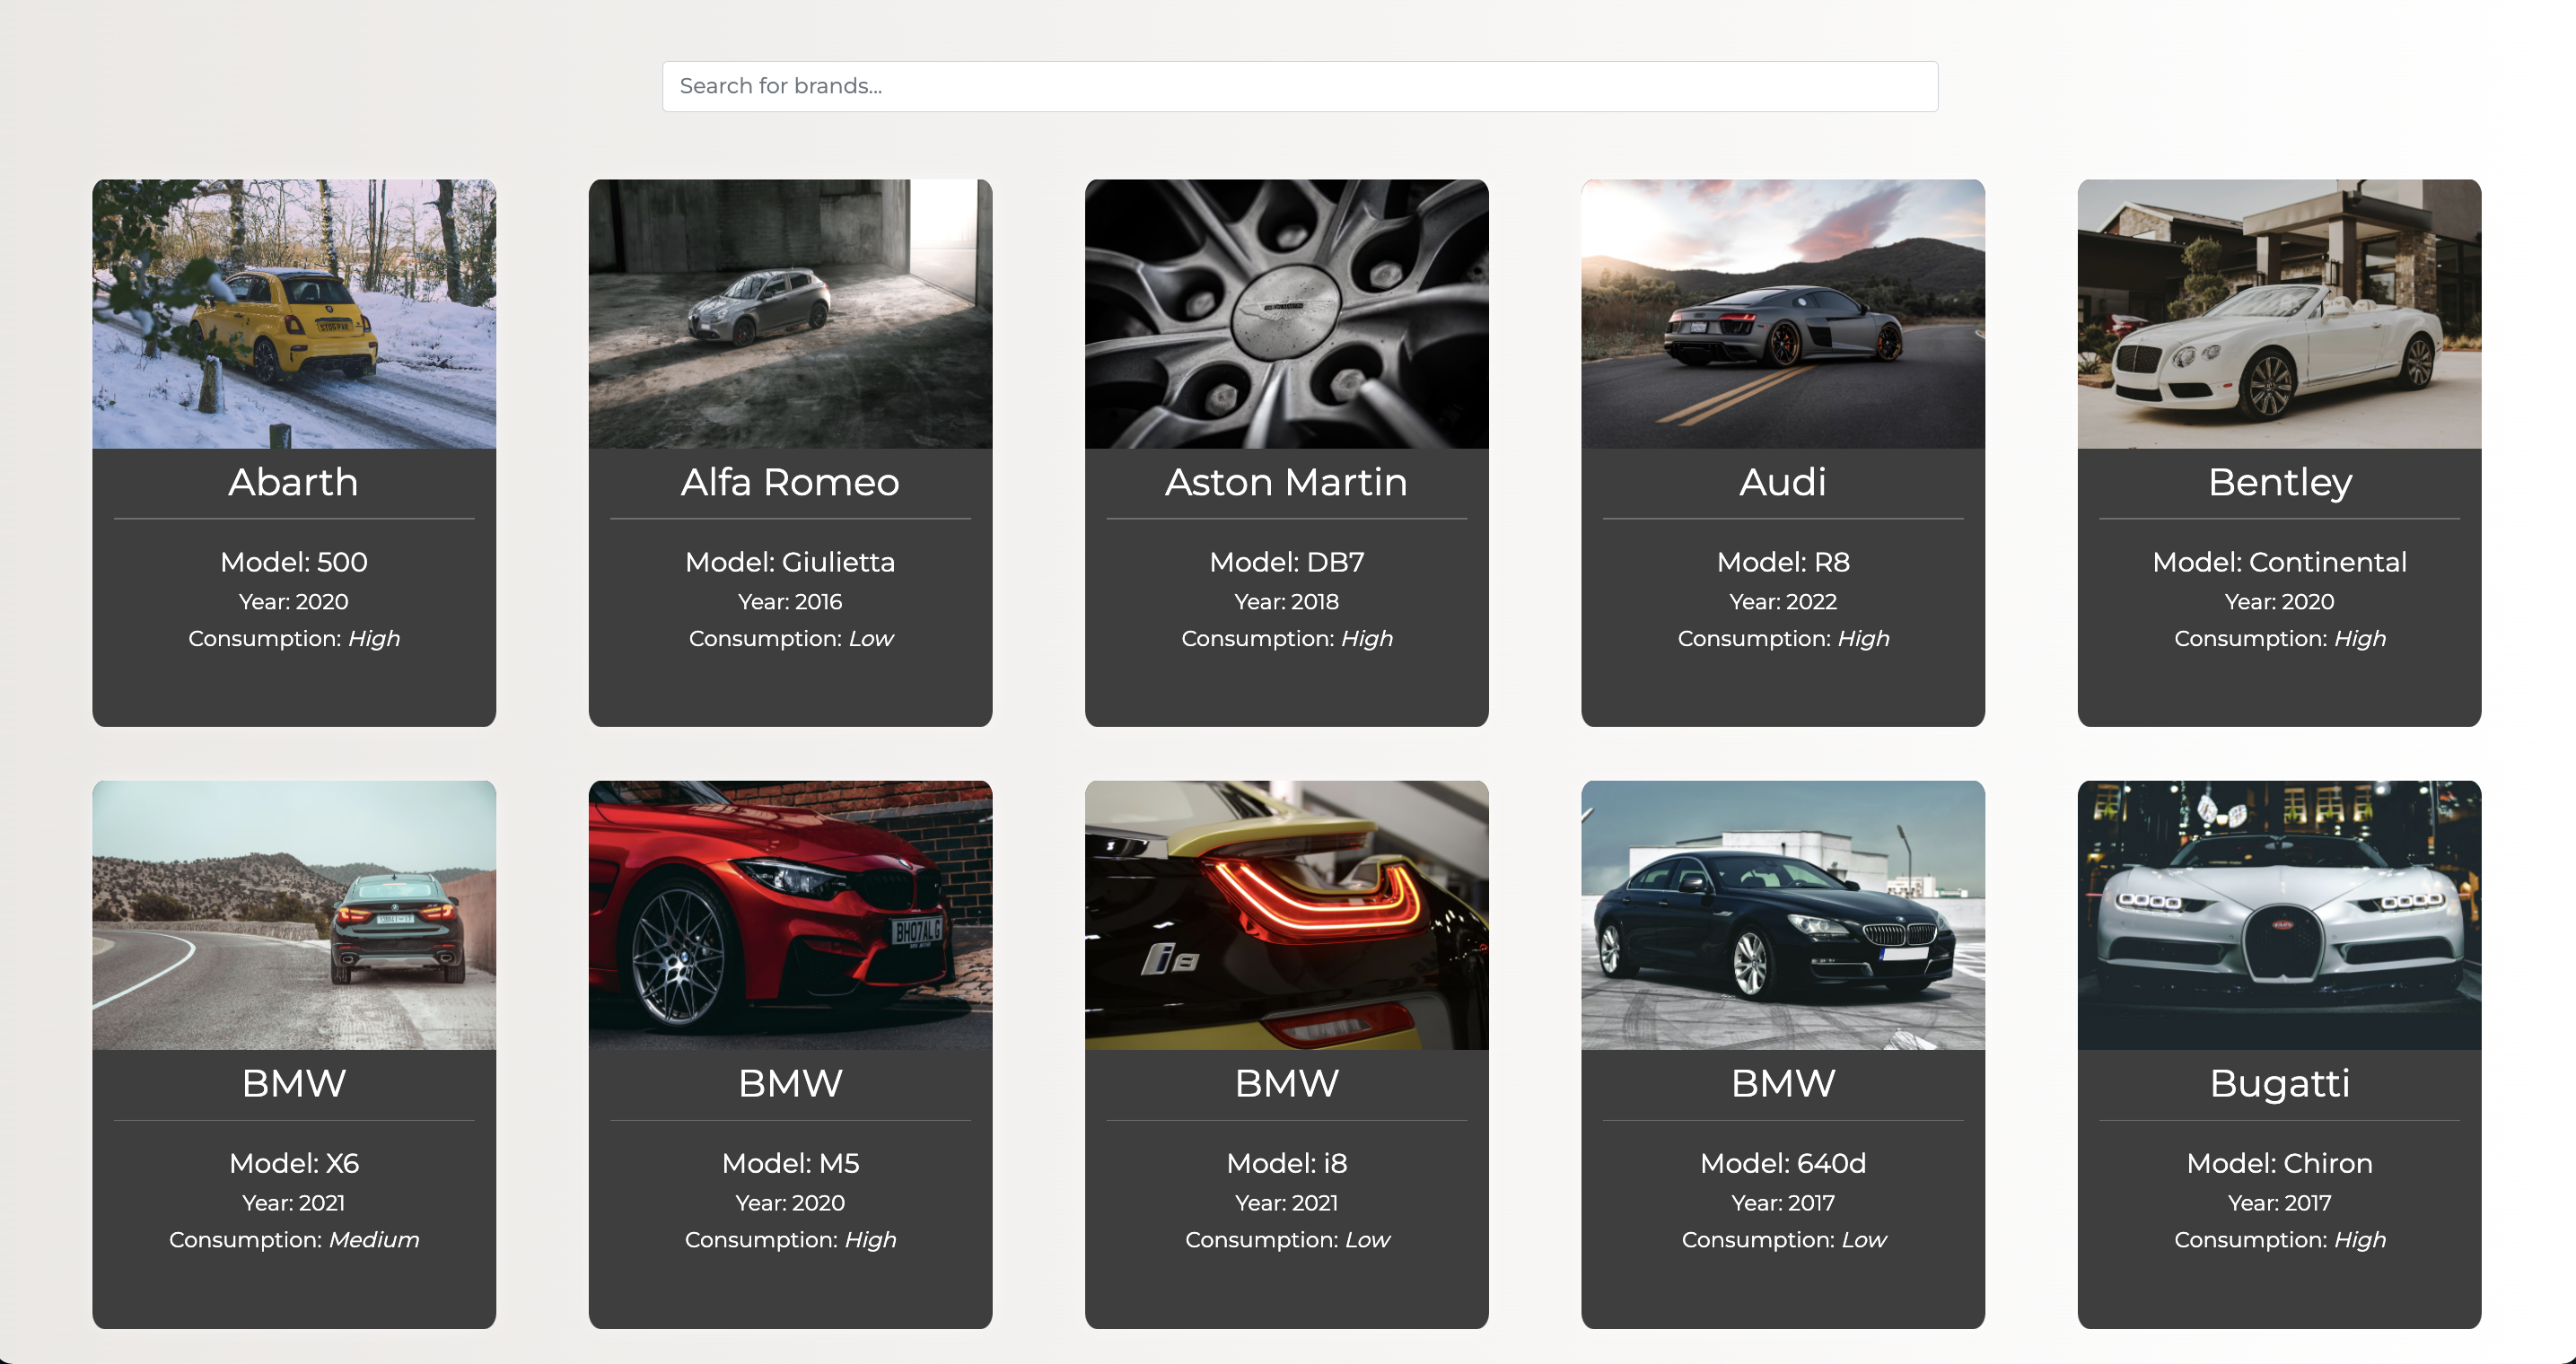 Search for brands...
Abarth
Model: 500
Year: 2020
Consumption: High
Alfa Romeo
Model: Giulietta
Year: 2016
Consumption: Low
Aston Martin
Model: DB7
Year: 2018
Consumption: High
Audi
Model: R8
Year: 2022
Consumption: High
Bentley
Model: Continental
Year: 2020
Consumption: High
BH07ALG
i8
BMW
Model: X6
Year: 2021
Consumption: Medium
BMW
Model: M5
Year: 2020
Consumption: High
BMW
Model: i8
Year: 2021
Consumption: Low
BMW
Model: 640d
Year: 2017
Consumption: Low
Bugatti
Model: Chiron
Year: 2017
Consumption: High